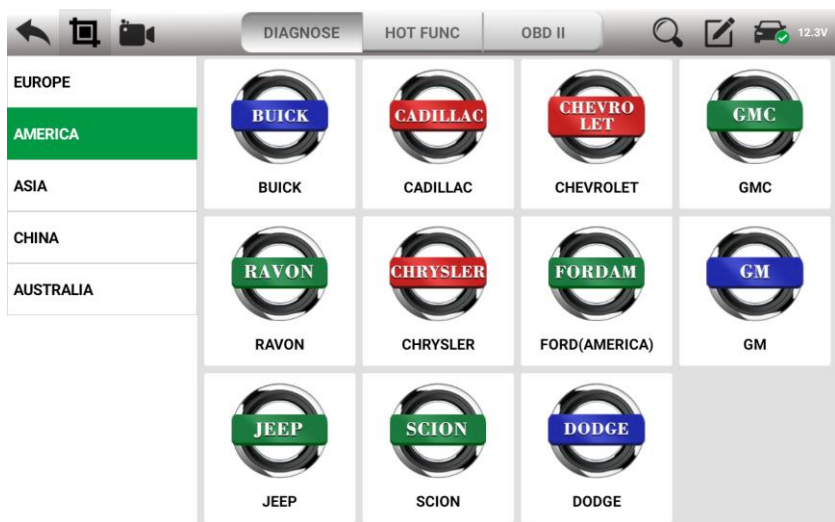 DIAGNOSE HOT FUNC OBD II 12.3V
EUROPE
AMERICA
ASIA
CHINA
AUSTRALIA
BUICK CADILLAC CHEVRO
LET GMC
BUICK CADILLAC CHEVROLET GMC
RAVON CHRYSLER FORDAM GM
RAVON CHRYSLER FORD(AMERICA) GM
JEEP SCION DODGE
JEEP SCION DODGE